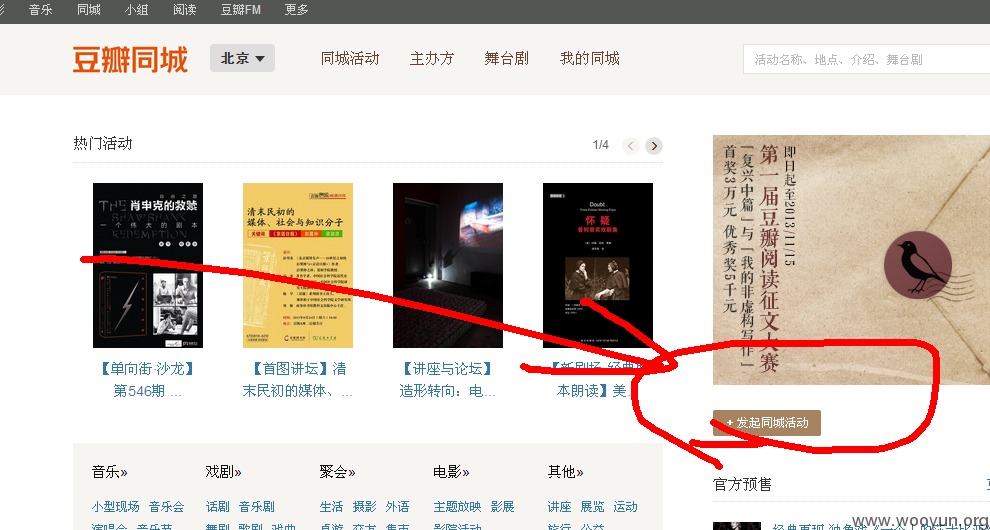 音乐 同城 小组 阅读 豆瓣FM 更多
豆瓣同城 北京 同城活动 主办方 舞台剧 我的同城
活动名称、地点、介绍、舞台剧
热门活动 1/4
肖申克的救赎
一个伟大的剧本
清末民初的
媒体、社会与知识分子
Doubt
怀疑
普利策奖戏剧集
【单向街·沙龙】
第546期 ...
【首图讲坛】清
末民初的媒体、...
【讲座与论坛】
造形转向：电...
【新剧场·经典剧
本朗读】美...
即日起至2013/11/15
第一届豆瓣阅读征文大赛
「复兴中篇」与「我的非虚构写作」
首奖3万元 优秀奖5千元
+ 发起同城活动
音乐» 戏剧» 聚会» 电影» 其他»
小型现场 音乐会 话剧 音乐剧 生活 摄影 外语 主题放映 影展 讲座 展览 运动
演唱会 音乐节 舞剧 歌剧 戏曲 桌游 交友 集市 影院活动 旅行 公益
官方预售
www.wooyun.org